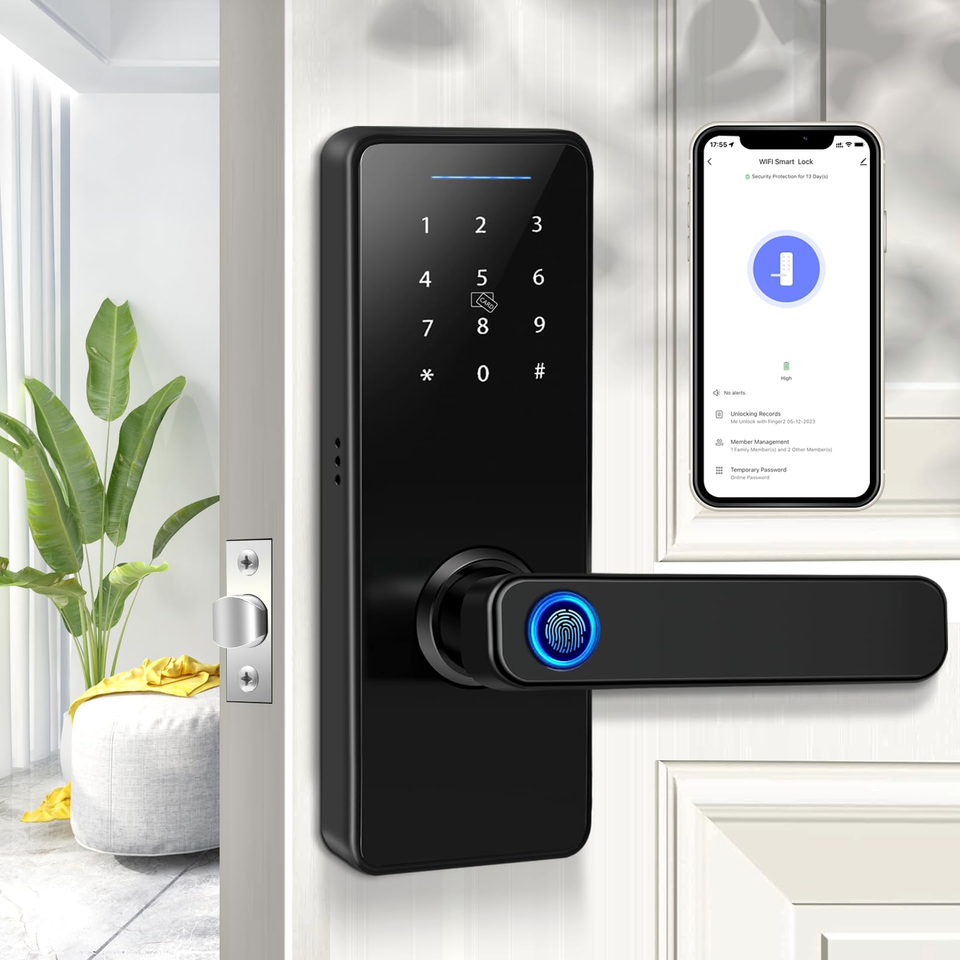 1 2 3
4 5 6
CARD
7 8 9
* 0 #
17:55
WIFI Smart Lock
Security Protection for 13 Day(s)
High
No alerts.
Unlocking Records
Me Unlock with Finger2 05-12-2023
Member Management
1 Family Member(s) and 2 Other Member(s)
Temporary Password
Online Password